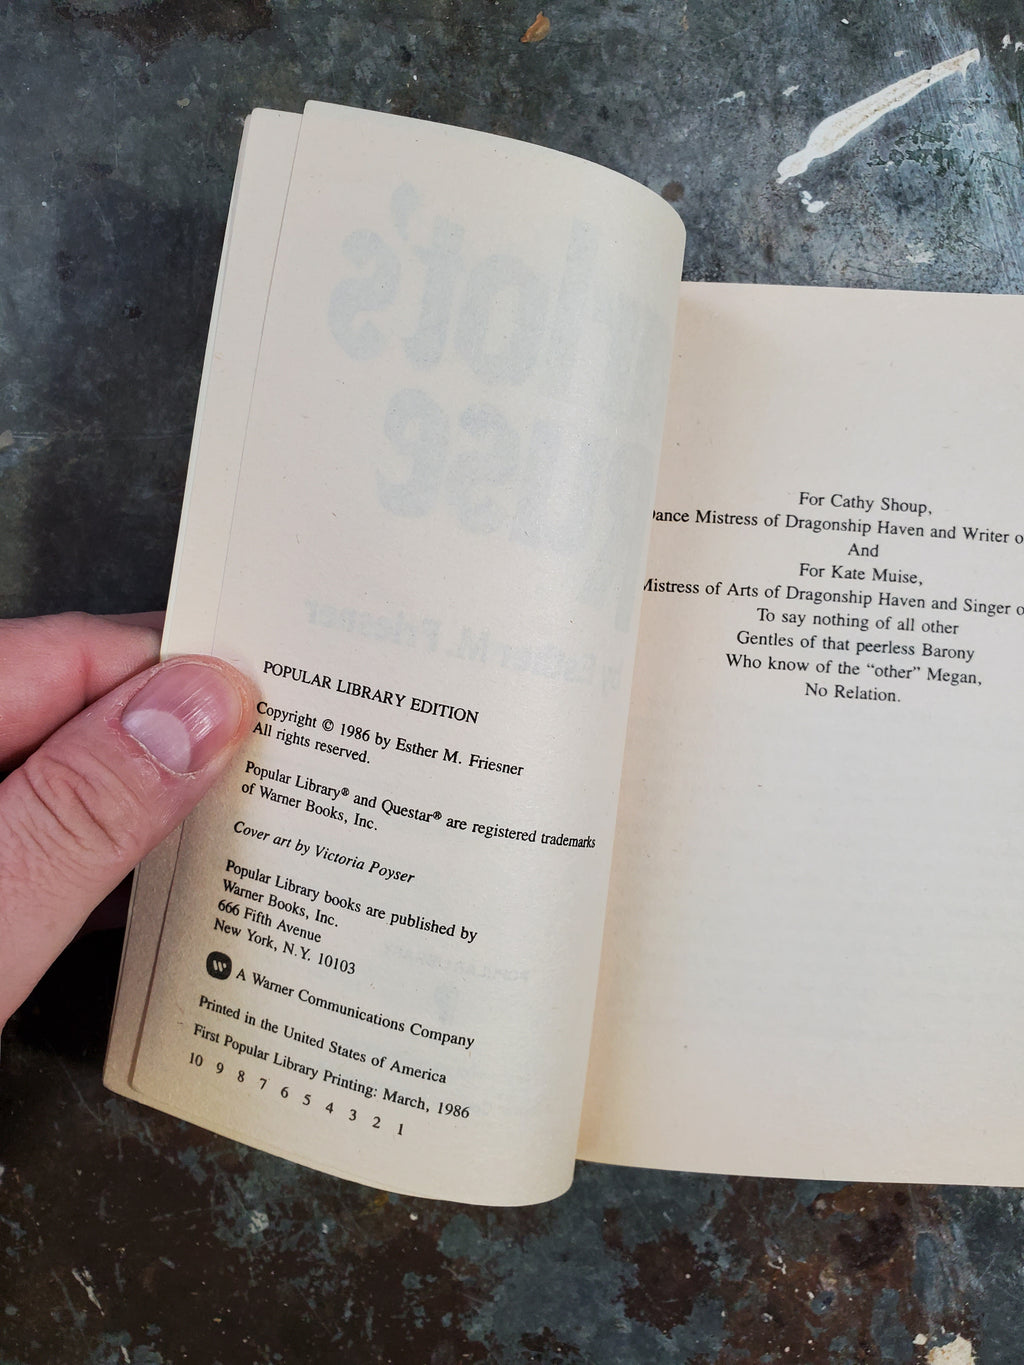 POPULAR LIBRARY EDITION
Copyright © 1986 by Esther M. Friesner
All rights reserved.
Popular Library® and Questar® are registered trademarks
of Warner Books, Inc.
Cover art by Victoria Poyser
Popular Library books are published by
Warner Books, Inc.
666 Fifth Avenue
New York, N.Y. 10103
A Warner Communications Company
Printed in the United States of America
First Popular Library Printing: March, 1986
10 9 8 7 6 5 4 3 2 1
For Cathy Shoup,
Dance Mistress of Dragonship Haven and Writer
And
For Kate Muise,
Mistress of Arts of Dragonship Haven and Singer
To say nothing of all other
Gentles of that peerless Barony
Who know of the “other” Megan,
No Relation.